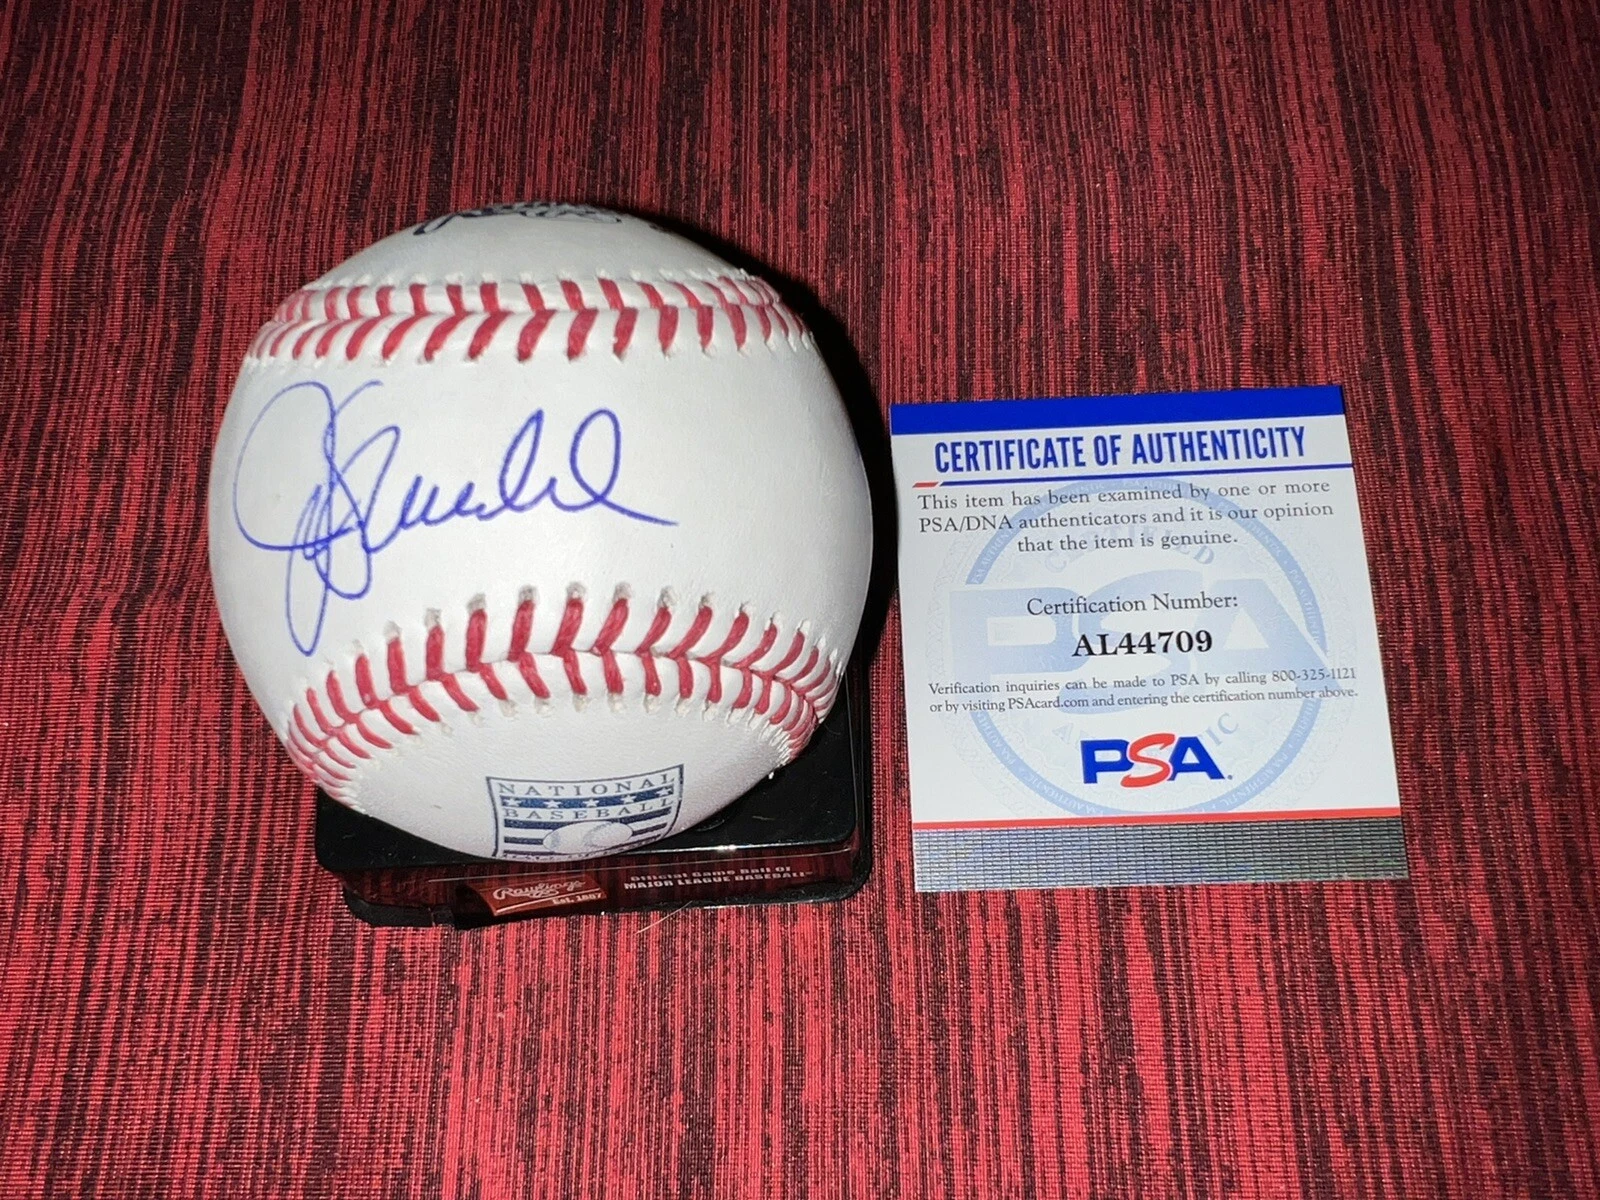 NATIONAL
BASEBALL
Rawlings
Est. 1887
Official Game Ball Of
MAJOR LEAGUE BASEBALL
CERTIFICATE OF AUTHENTICITY
This item has been examined by one or more
PSA/DNA authenticators and it is our opinion
that the item is genuine.
Certification Number:
AL44709
Verification inquiries can be made to PSA by calling 800-325-1121
or by visiting PSAcard.com and entering the certification number above.
PSA